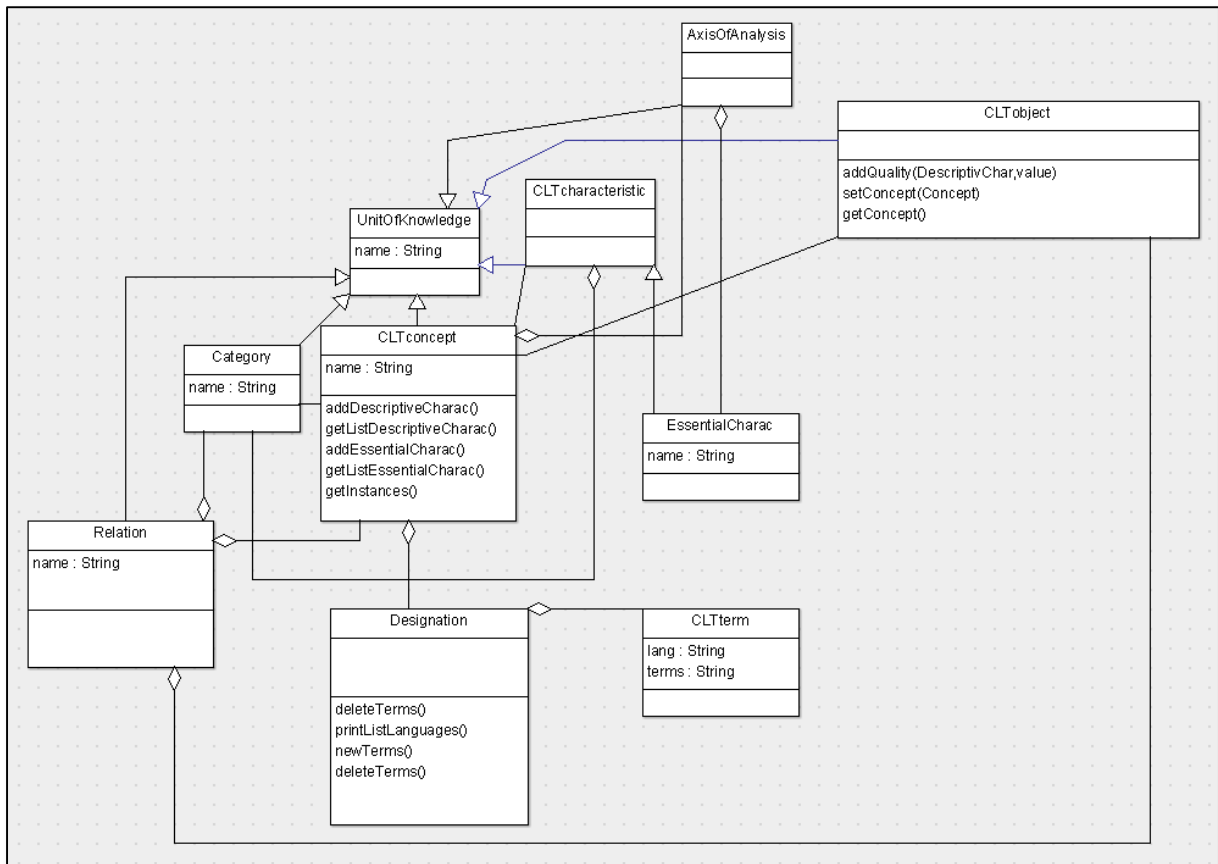 AxisOfAnalysis
CLTobject
addQuality(DescriptivChar,value)
setConcept(Concept)
getConcept()
CLTcharacteristic
UnitOfKnowledge
name : String
CLTconcept
name : String
addDescriptiveCharac()
getListDescriptiveCharac()
addEssentialCharac()
getListEssentialCharac()
getInstances()
Category
name : String
EssentialCharac
name : String
Relation
name : String
Designation
deleteTerms()
printListLanguages()
newTerms()
deleteTerms()
CLTterm
lang : String
terms : String